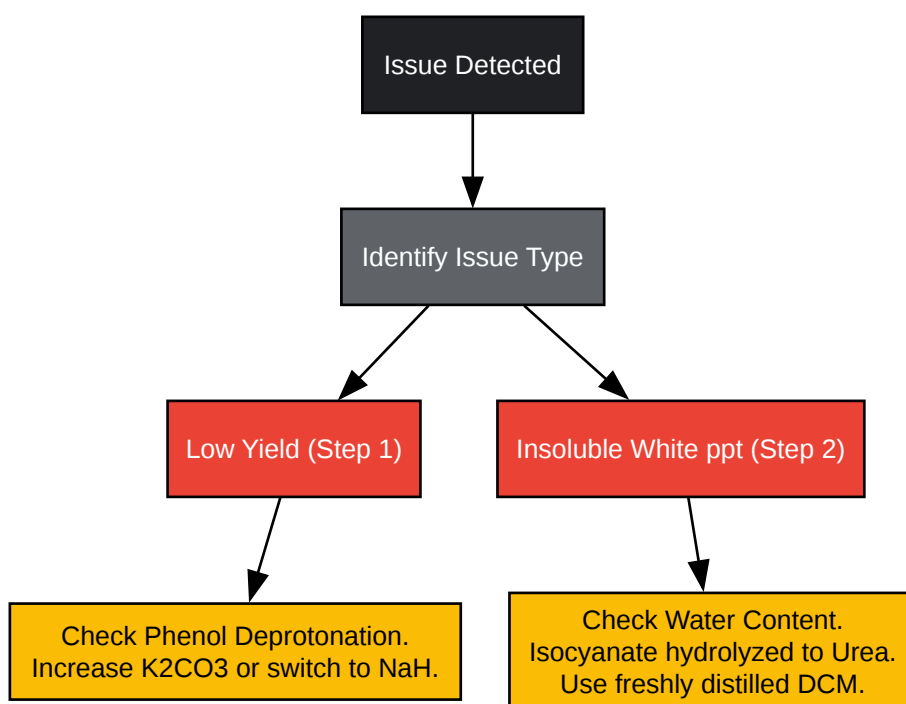 Issue Detected
Identify Issue Type
Low Yield (Step 1)
Insoluble White ppt (Step 2)
Check Phenol Deprotonation.
Increase K2CO3 or switch to NaH.
Check Water Content.
Isocyanate hydrolyzed to Urea.
Use freshly distilled DCM.